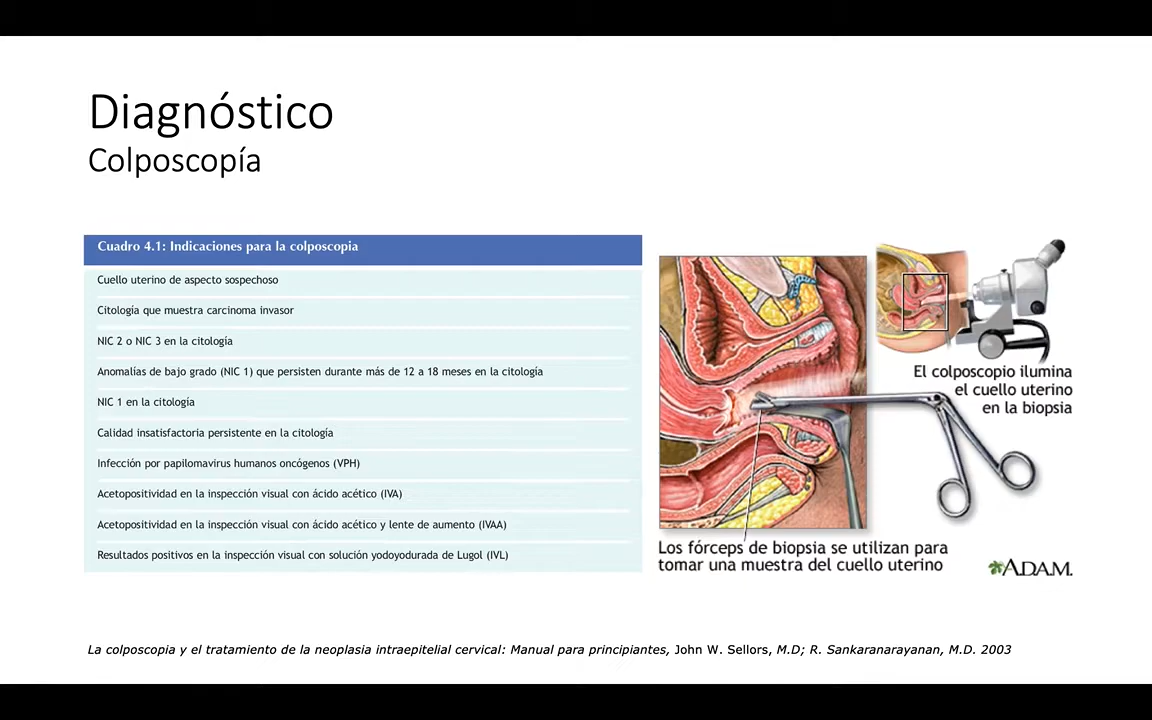 Diagnóstico
Colposcopía
Cuadro 4.1: Indicaciones para la colposcopia
Cuello uterino de aspecto sospechoso
Citología que muestra carcinoma invasor
NIC 2 o NIC 3 en la citología
Anomalías de bajo grado (NIC 1) que persisten durante más de 12 a 18 meses en la citología
NIC 1 en la citología
Calidad insatisfactoria persistente en la citología
Infección por papilomavirus humanos oncógenos (VPH)
Acetopositividad en la inspección visual con ácido acético (IVA)
Acetopositividad en la inspección visual con ácido acético y lente de aumento (IVAA)
Resultados positivos en la inspección visual con solución yodoyodurada de Lugol (IVL)
El colposcopio ilumina
el cuello uterino
en la biopsia
Los fórceps de biopsia se utilizan para
tomar una muestra del cuello uterino
ADAM.
La colposcopia y el tratamiento de la neoplasia intraepitelial cervical: Manual para principiantes, John W. Sellors, M.D; R. Sankaranarayanan, M.D. 2003